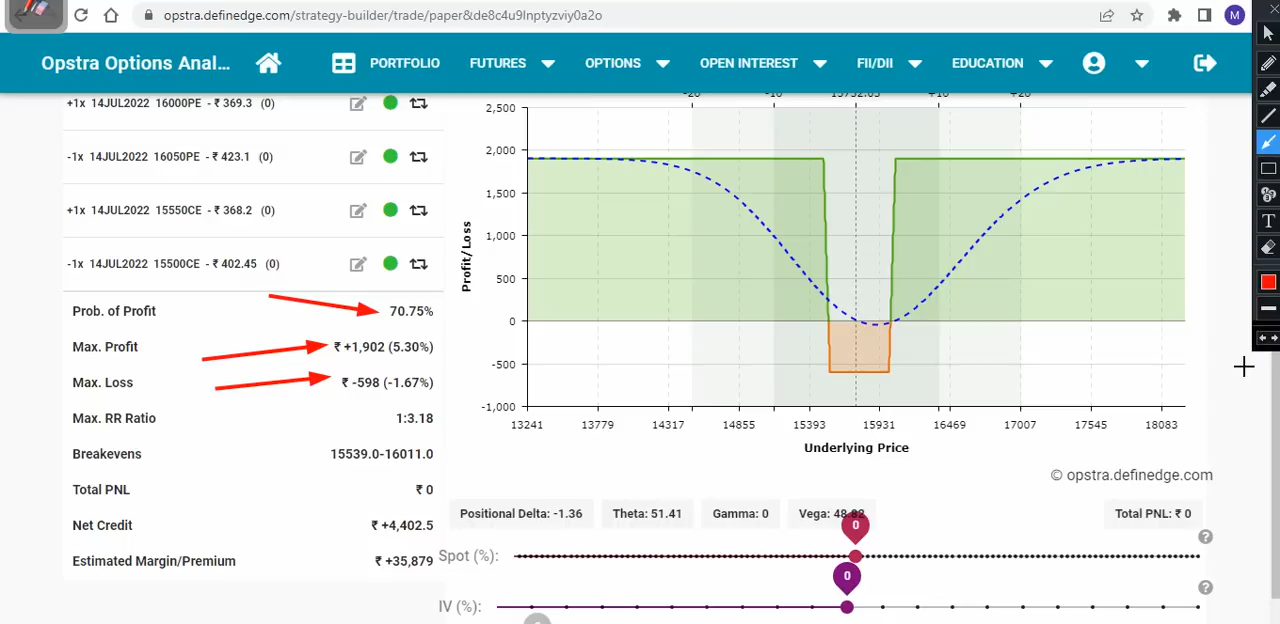 opstra.definedge.com/strategy-builder/trade/paper&de8c4u9lnptyzviy0a2o
M
Opstra Options Anal...
PORTFOLIO
FUTURES
OPTIONS
OPEN INTEREST
FII/DII
EDUCATION
+1x 14JUL2022 16000PE - ₹ 369.3 (0)
-1x 14JUL2022 16050PE - ₹ 423.1 (0)
+1x 14JUL2022 15550CE - ₹ 368.2 (0)
-1x 14JUL2022 15500CE - ₹ 402.45 (0)
Prob. of Profit 70.75%
Max. Profit ₹ +1,902 (5.30%)
Max. Loss ₹ -598 (-1.67%)
Max. RR Ratio 1:3.18
Breakevens 15539.0-16011.0
Total PNL ₹ 0
Net Credit ₹ +4,402.5
Estimated Margin/Premium ₹ +35,879
2,500
2,000
1,500
1,000
500
0
-500
-1,000
Profit/Loss
13241 13779 14317 14855 15393 15931 16469 17007 17545 18083
Underlying Price
© opstra.definedge.com
Positional Delta: -1.36 Theta: 51.41 Gamma: 0 Vega: 48.82 Total PNL: ₹ 0
0
?
Spot (%):
0
?
IV (%):
T